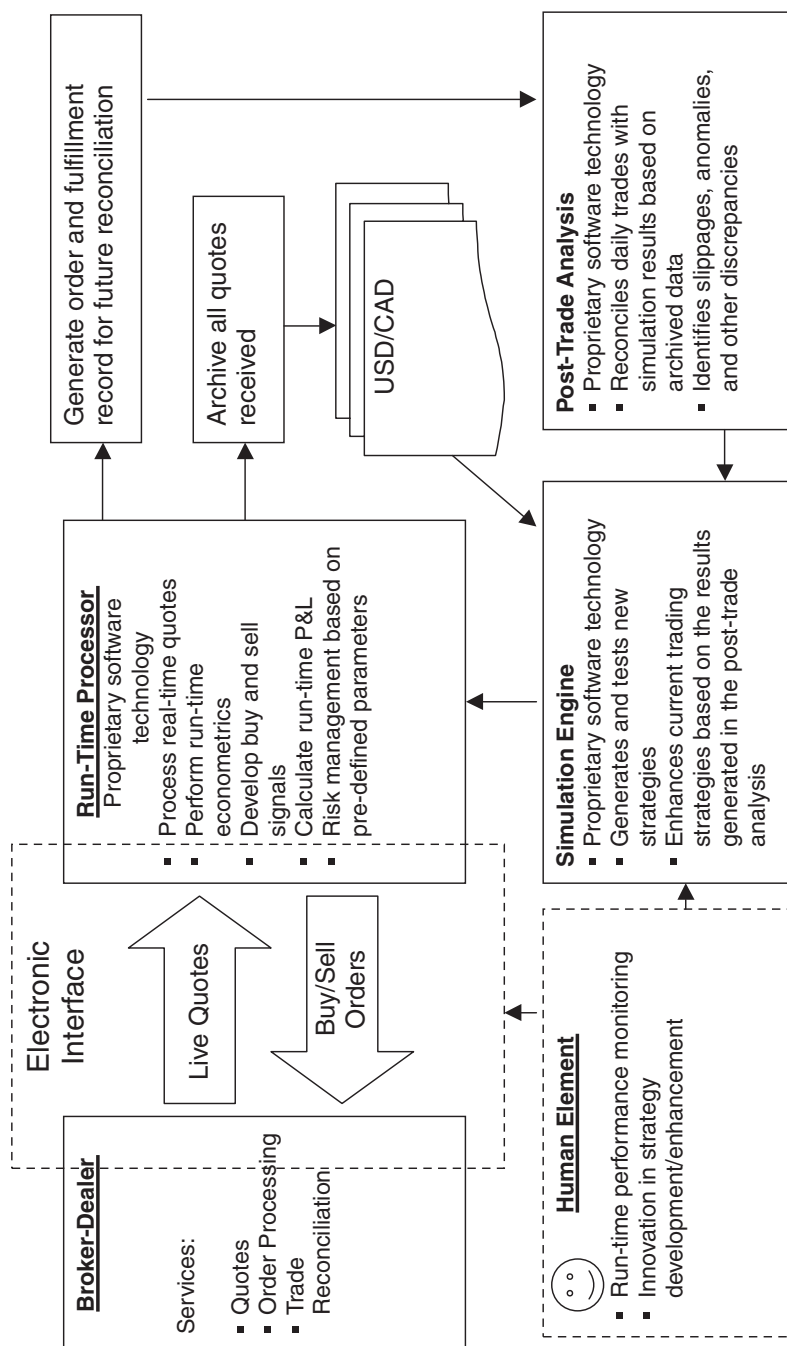 Broker-Dealer
Services:
▪ Quotes
▪ Order Processing
▪ Trade
Reconciliation
Electronic
Interface
Live Quotes
Buy/Sell
Orders
Run-Time Processor
Proprietary software
technology
▪ Process real-time quotes
▪ Perform run-time
econometrics
▪ Develop buy and sell
signals
▪ Calculate run-time P&L
▪ Risk management based on
pre-defined parameters
Generate order and fulfillment
record for future reconciliation
Archive all quotes
received
USD/CAD
Human Element
▪ Run-time performance monitoring
▪ Innovation in strategy
development/enhancement
Simulation Engine
▪ Proprietary software technology
▪ Generates and tests new
strategies
▪ Enhances current trading
strategies based on the results
generated in the post-trade
analysis
Post-Trade Analysis
▪ Proprietary software technology
▪ Reconciles daily trades with
simulation results based on
archived data
▪ Identifies slippages, anomalies,
and other discrepancies